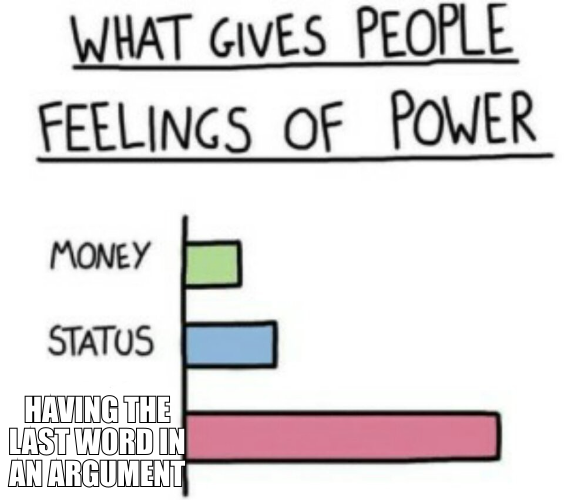 WHAT GIVES PEOPLE
FEELINGS OF POWER
MONEY
STATUS
HAVING THE
LAST WORD IN
AN ARGUMENT